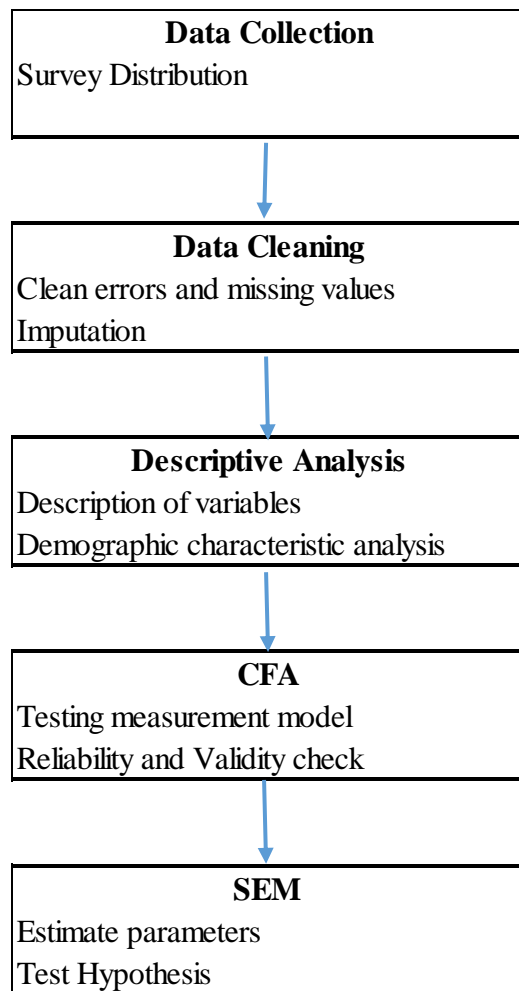 Data Collection
Survey Distribution
Data Cleaning
Clean errors and missing values
Imputation
Descriptive Analysis
Description of variables
Demographic characteristic analysis
CFA
Testing measurement model
Reliability and Validity check
SEM
Estimate parameters
Test Hypothesis